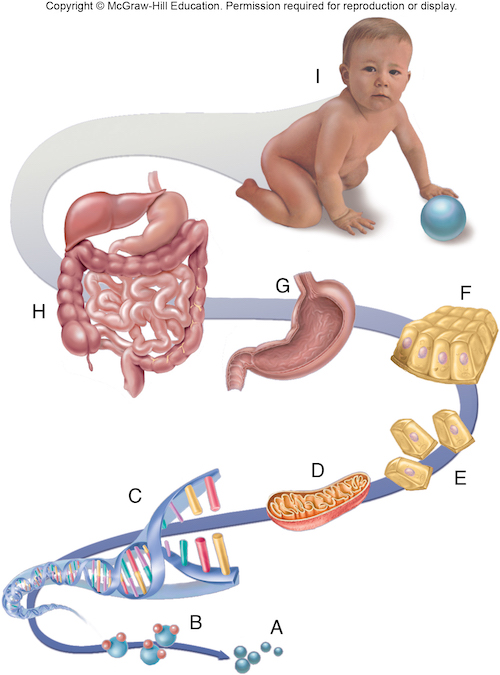 Copyright © McGraw-Hill Education. Permission required for reproduction or display.
I
H
G
F
E
D
C
B
A